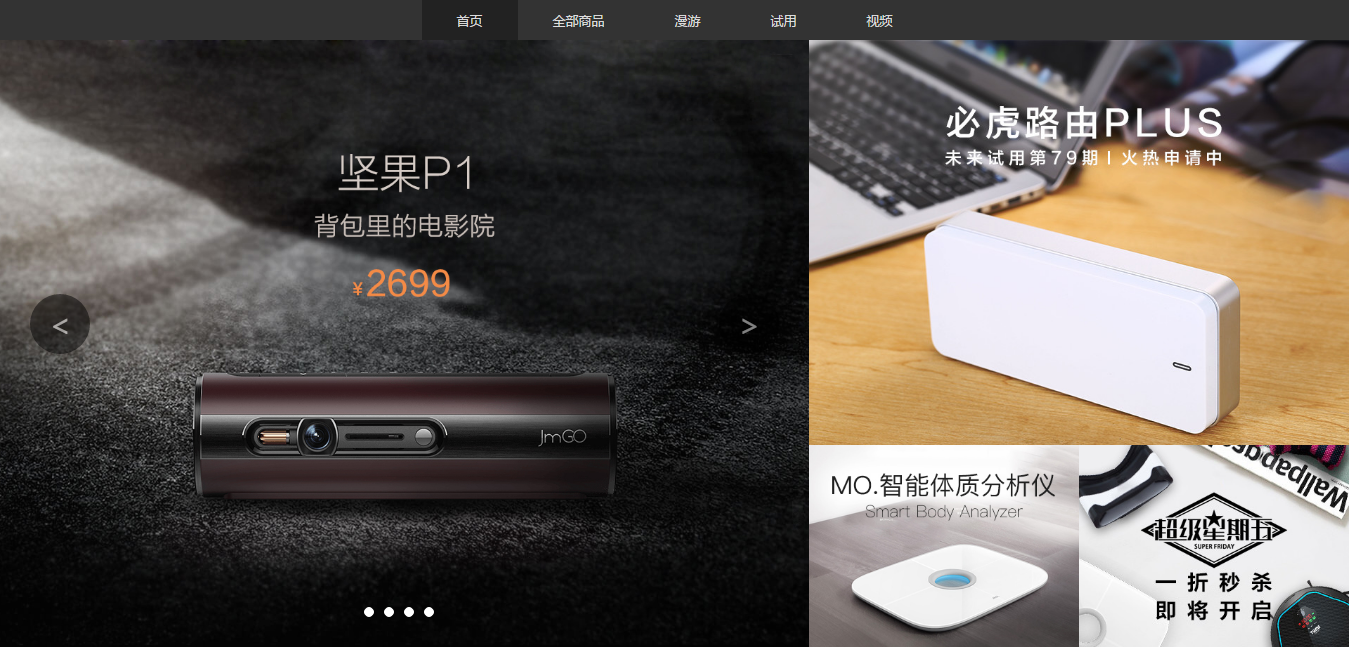 首页 全部商品 漫游 试用 视频
坚果P1
背包里的电影院
¥2699
<
>
JmGO
必虎路由PLUS
未来试用第79期 | 火热申请中
MO.智能体质分析仪
Smart Body Analyzer
Wallpaper
超级星期五
SUPER FRIDAY
一折秒杀
即将开启